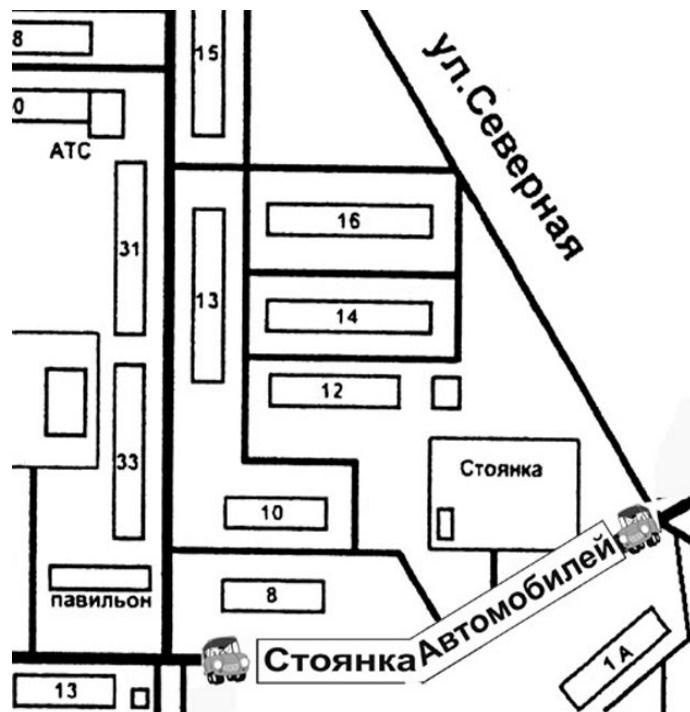 8
15
0
АТС
ул.Северная
31
16
13
14
12
33
Стоянка
10
павильон
8
Стоянка
Автомобилей
1А
13